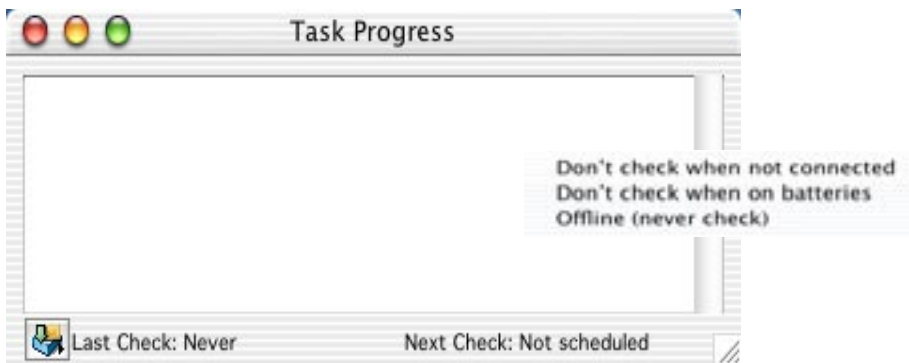 Task Progress
Don't check when not connected
Don't check when on batteries
Offline (never check)
Last Check: Never
Next Check: Not scheduled